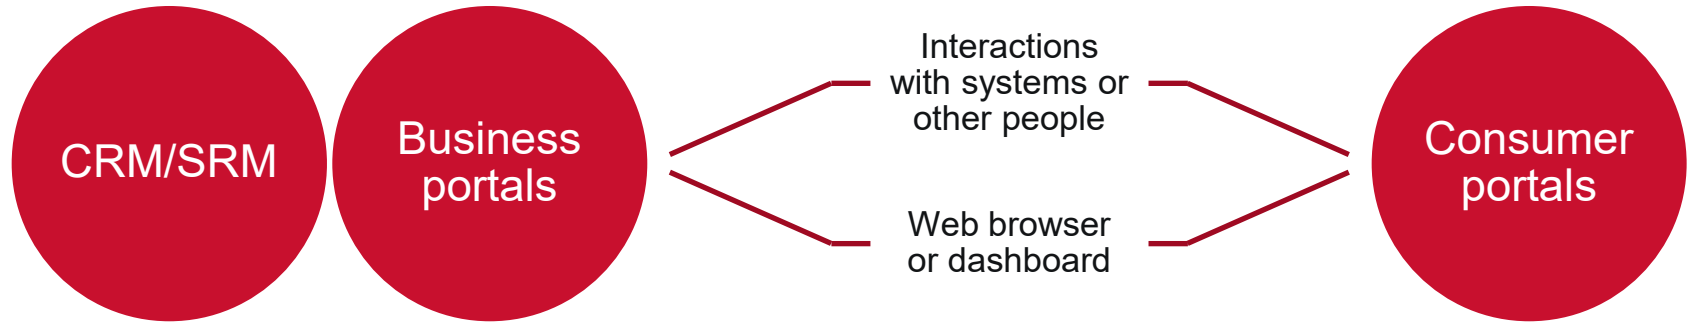 CRM/SRM
Business
portals
Interactions
with systems or
other people
Web browser
or dashboard
Consumer
portals